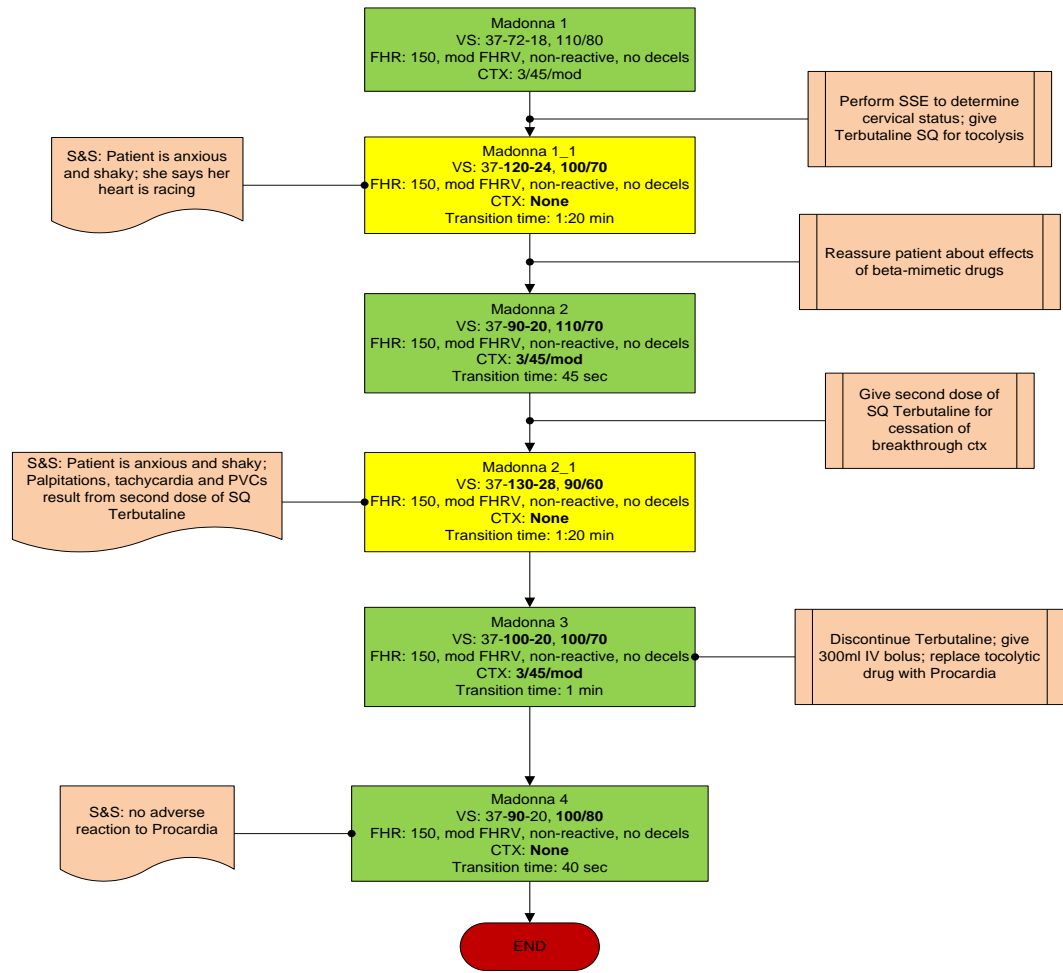 Madonna 1
VS: 37-72-18, 110/80
FHR: 150, mod FHRV, non-reactive, no decels
CTX: 3/45/mod
Perform SSE to determine
cervical status; give
Terbutaline SQ for tocolysis
S&S: Patient is anxious
and shaky; she says her
heart is racing
Madonna 1_1
VS: 37-120-24, 100/70
FHR: 150, mod FHRV, non-reactive, no decels
CTX: None
Transition time: 1:20 min
Reassure patient about effects
of beta-mimetic drugs
Madonna 2
VS: 37-90-20, 110/70
FHR: 150, mod FHRV, non-reactive, no decels
CTX: 3/45/mod
Transition time: 45 sec
Give second dose of
SQ Terbutaline for
cessation of
breakthrough ctx
S&S: Patient is anxious and shaky;
Palpitations, tachycardia and PVCs
result from second dose of SQ
Terbutaline
Madonna 2_1
VS: 37-130-28, 90/60
FHR: 150, mod FHRV, non-reactive, no decels
CTX: None
Transition time: 1:20 min
Madonna 3
VS: 37-100-20, 100/70
FHR: 150, mod FHRV, non-reactive, no decels
CTX: 3/45/mod
Transition time: 1 min
Discontinue Terbutaline; give
300ml IV bolus; replace tocolytic
drug with Procardia
S&S: no adverse
reaction to Procardia
Madonna 4
VS: 37-90-20, 100/80
FHR: 150, mod FHRV, non-reactive, no decels
CTX: None
Transition time: 40 sec
END